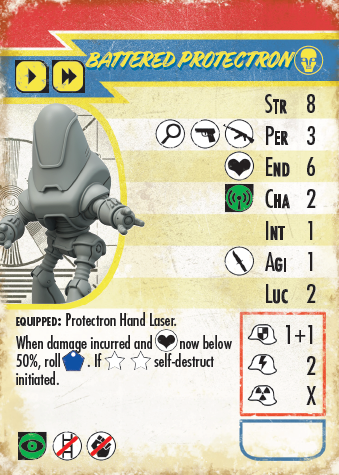 BATTERED PROTECTRON
STR 8
PER 3
END 6
CHA 2
INT 1
AGI 1
LUC 2
EQUIPPED: Protectron Hand Laser.
When damage incurred and now below
50%, roll . If self-destruct
initiated.
1+1
2
X